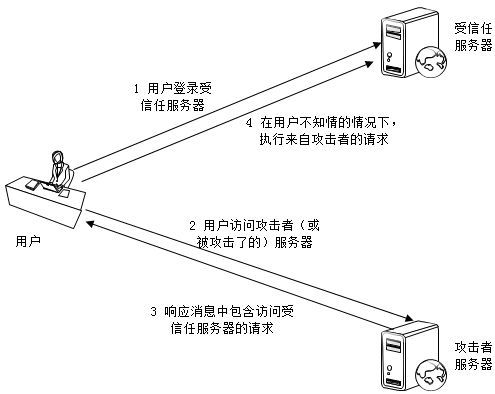 受信任
服务器
1 用户登录受
信任服务器
4 在用户不知情的情况下，
执行来自攻击者的请求
用户
2 用户访问攻击者（或
被攻击了的）服务器
3 响应消息中包含访问受
信任服务器的请求
攻击者
服务器